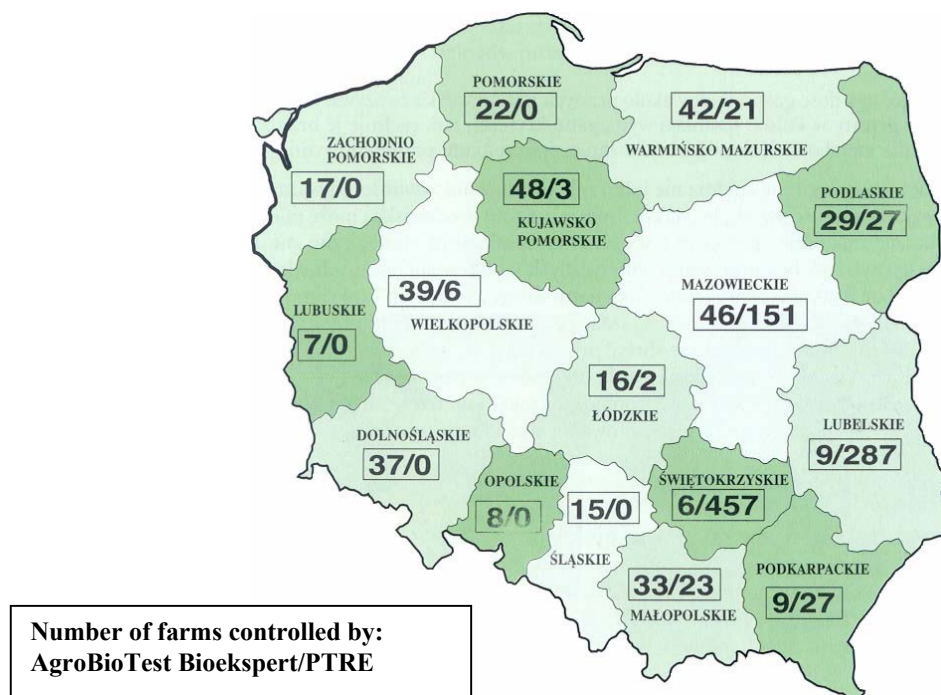 POMORSKIE
22/0
42/21
WARMIŃSKO MAZURSKIE
ZACHODNIO
POMORSKIE
17/0
48/3
KUJAWSKO
POMORSKIE
PODLASKIE
29/27
39/6
WIELKOPOLSKIE
MAZOWIECKIE
46/151
LUBUSKIE
7/0
16/2
ŁÓDZKIE
LUBELSKIE
9/287
DOLNOŚLĄSKIE
37/0
OPOLSKIE
8/0
15/0
ŚLĄSKIE
ŚWIĘTOKRZYSKIE
6/457
33/23
MAŁOPOLSKIE
PODKARPACKIE
9/27
Number of farms controlled by:
AgroBioTest Bioekspert/PTRE